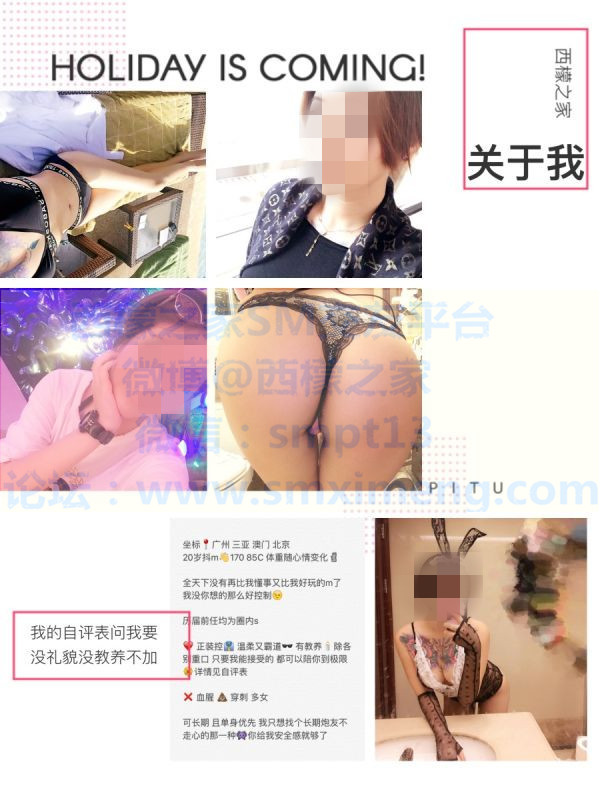 HOLIDAY IS COMING!
西檬之家
关于我
西檬之家SM
平台
微博@西檬之家
微信：smpt13
论坛：www.smximeng.com
PITU
坐标📍广州 三亚 澳门 北京
20岁抖m👋170 85C 体重随心情变化
全天下没有再比我懂事又比我好玩的m了
我没你想的那么好控制
历届前任均为圈内s
❤️ 正装控 温柔又霸道🕶 有教养 除各
别重口 只要我能接受的 都可以陪你到极限
详情见自评表
❌ 血腥 💩 穿刺 多女
可长期 且单身优先 我只想找个长期炮友不
走心的那一种 你给我安全感就够了
我的自评表问我要
没礼貌没教养不加